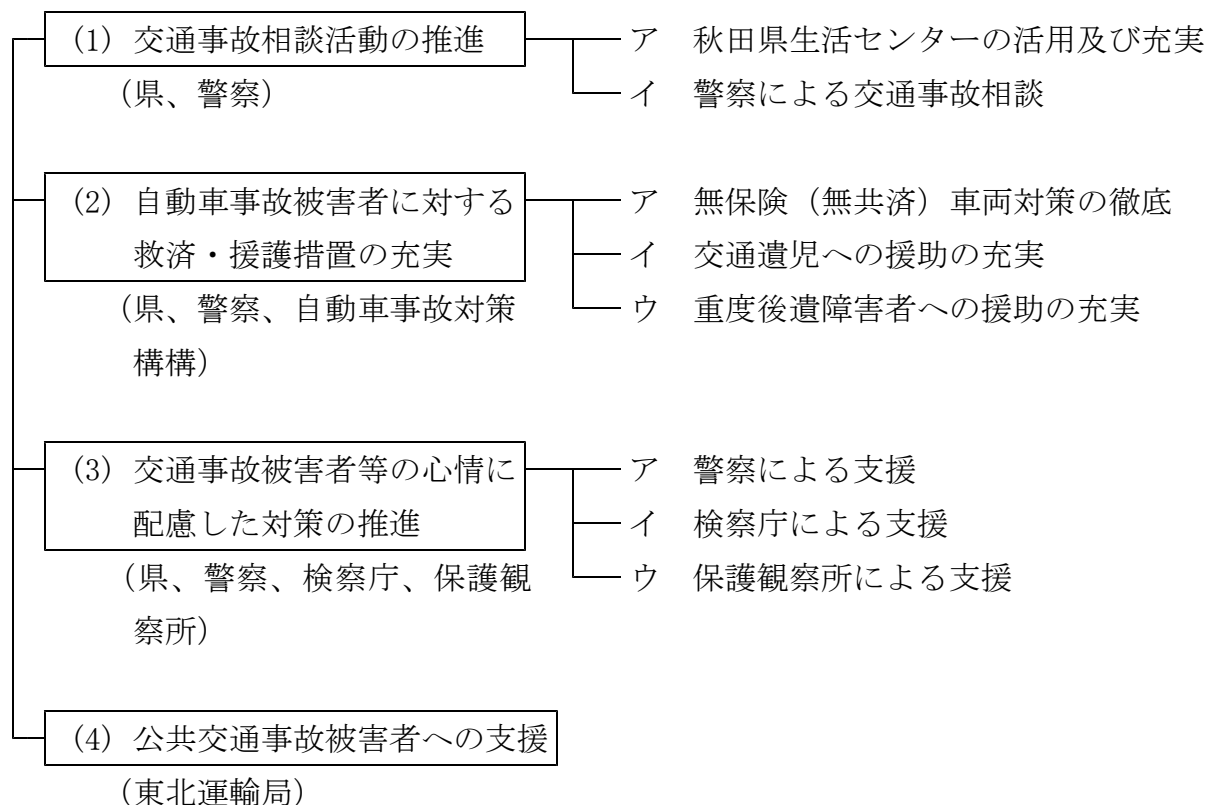 (1) 交通事故相談活動の推進
(県、警察)
ア 秋田県生活センターの活用及び充実
イ 警察による交通事故相談
(2) 自動車事故被害者に対する
救済・援護措置の充実
(県、警察、自動車事故対策
構構)
ア 無保険（無共済）車両対策の徹底
イ 交通遺児への援助の充実
ウ 重度後遺障害者への援助の充実
(3) 交通事故被害者等の心情に
配慮した対策の推進
(県、警察、検察庁、保護観
察所)
ア 警察による支援
イ 検察庁による支援
ウ 保護観察所による支援
(4) 公共交通事故被害者への支援
(東北運輸局)